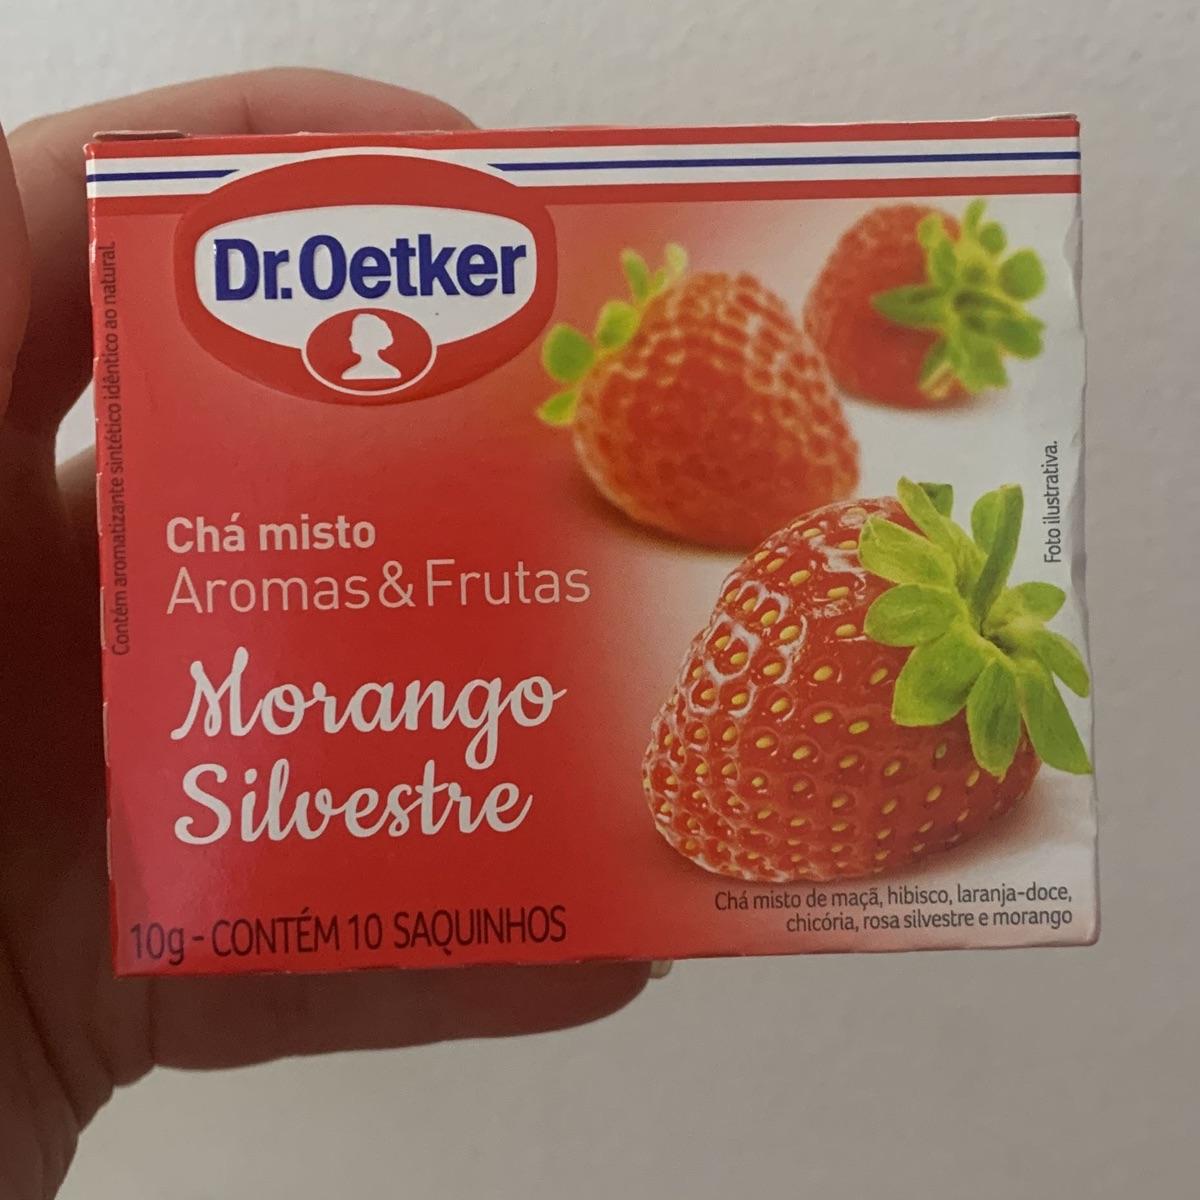 Dr.Oetker
Contém aromatizante sintético idêntico ao natural.
Foto ilustrativa.
Chá misto
Aromas & Frutas
Morango
Silvestre
10g - CONTÉM 10 SAQUINHOS
Chá misto de maçã, hibisco, laranja-doce,
chicória, rosa silvestre e morango